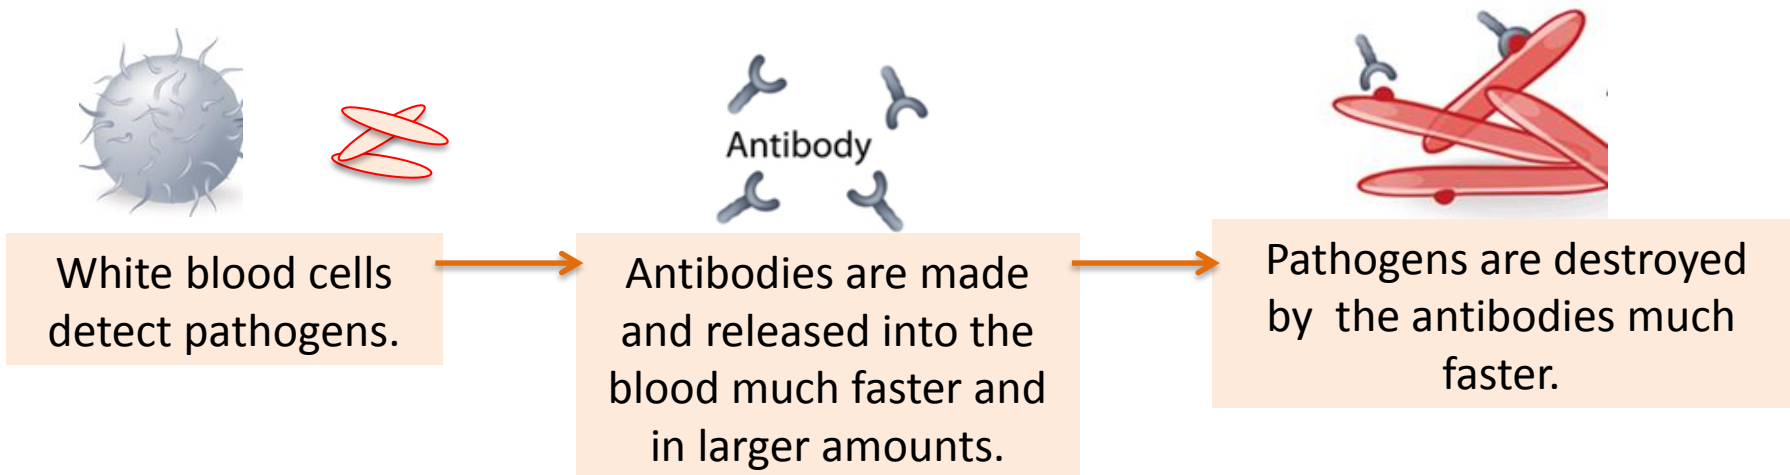 Antibody
White blood cells
detect pathogens.
Antibodies are made
and released into the
blood much faster and
in larger amounts.
Pathogens are destroyed
by  the antibodies much
faster.